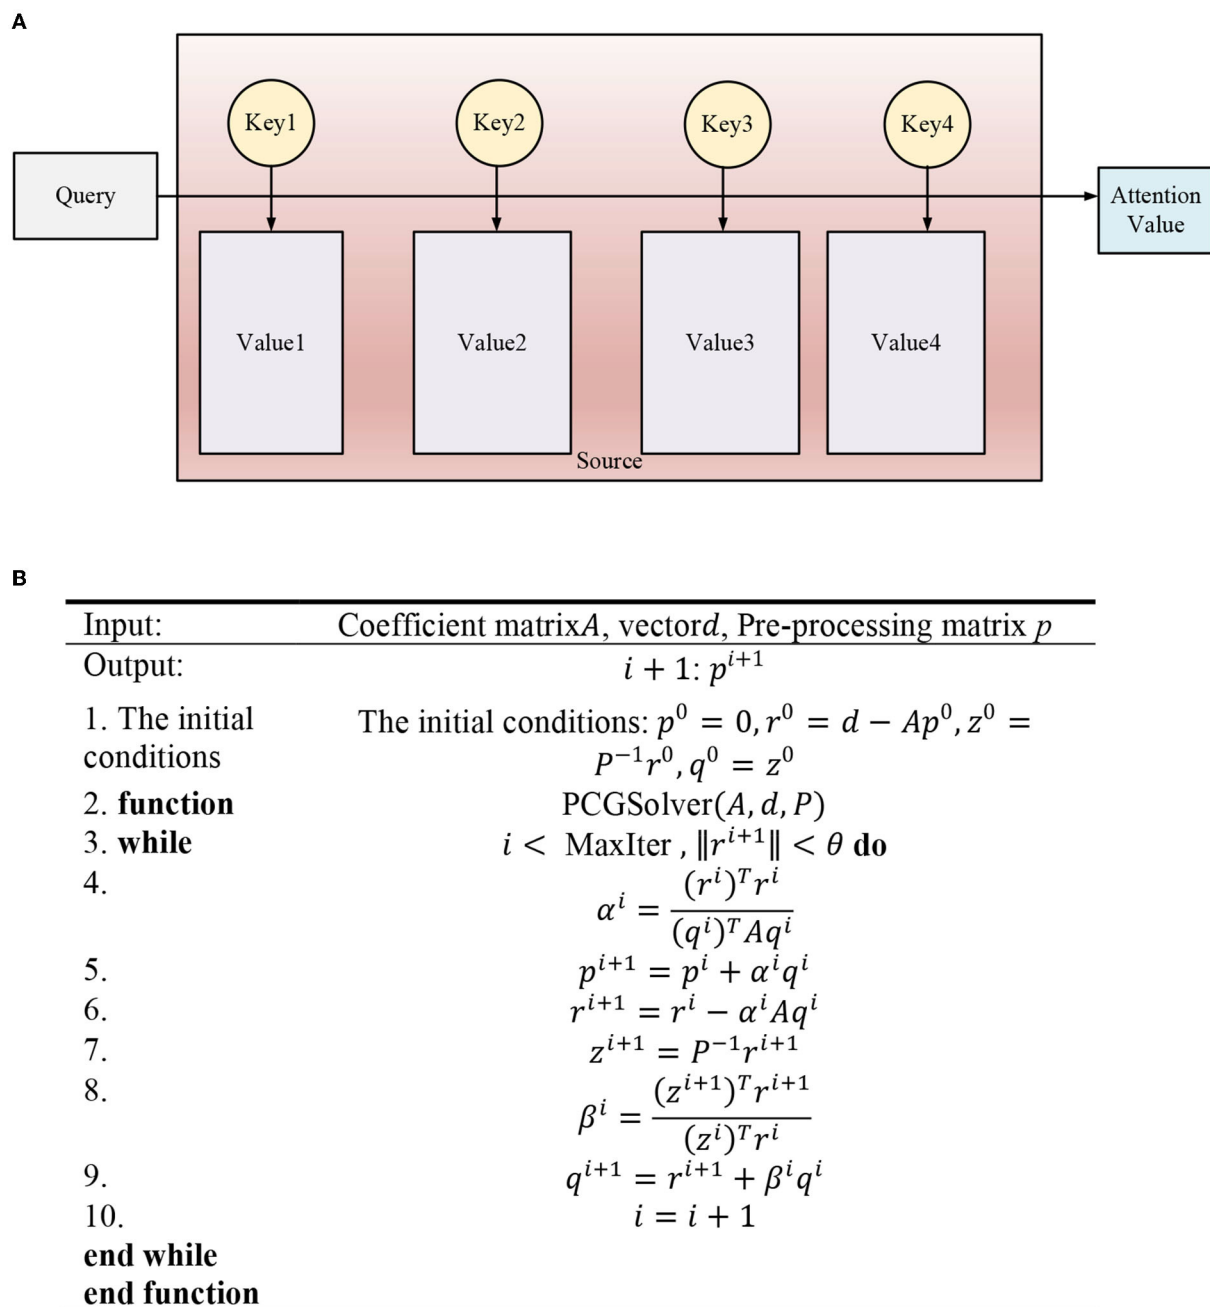 A
Key1 Key2 Key3 Key4
Query
Attention
Value
Value1 Value2 Value3 Value4
Source
B
Input: Coefficient matrixA, vectord, Pre-processing matrix p
Output: i + 1: p^{i+1}
1. The initial The initial conditions: p^0 = 0, r^0 = d − Ap^0, z^0 =
conditions P^{−1}r^0, q^0 = z^0
2. function PCGSolver(A, d, P)
3. while i < MaxIter , ‖r^{i+1}‖ < θ do
4. α^i = \frac{(r^i)^T r^i}{(q^i)^T Aq^i}
5. p^{i+1} = p^i + α^i q^i
6. r^{i+1} = r^i − α^i Aq^i
7. z^{i+1} = P^{−1}r^{i+1}
8. β^i = \frac{(z^{i+1})^T r^{i+1}}{(z^i)^T r^i}
9. q^{i+1} = r^{i+1} + β^i q^i
10. i = i + 1
end while
end function